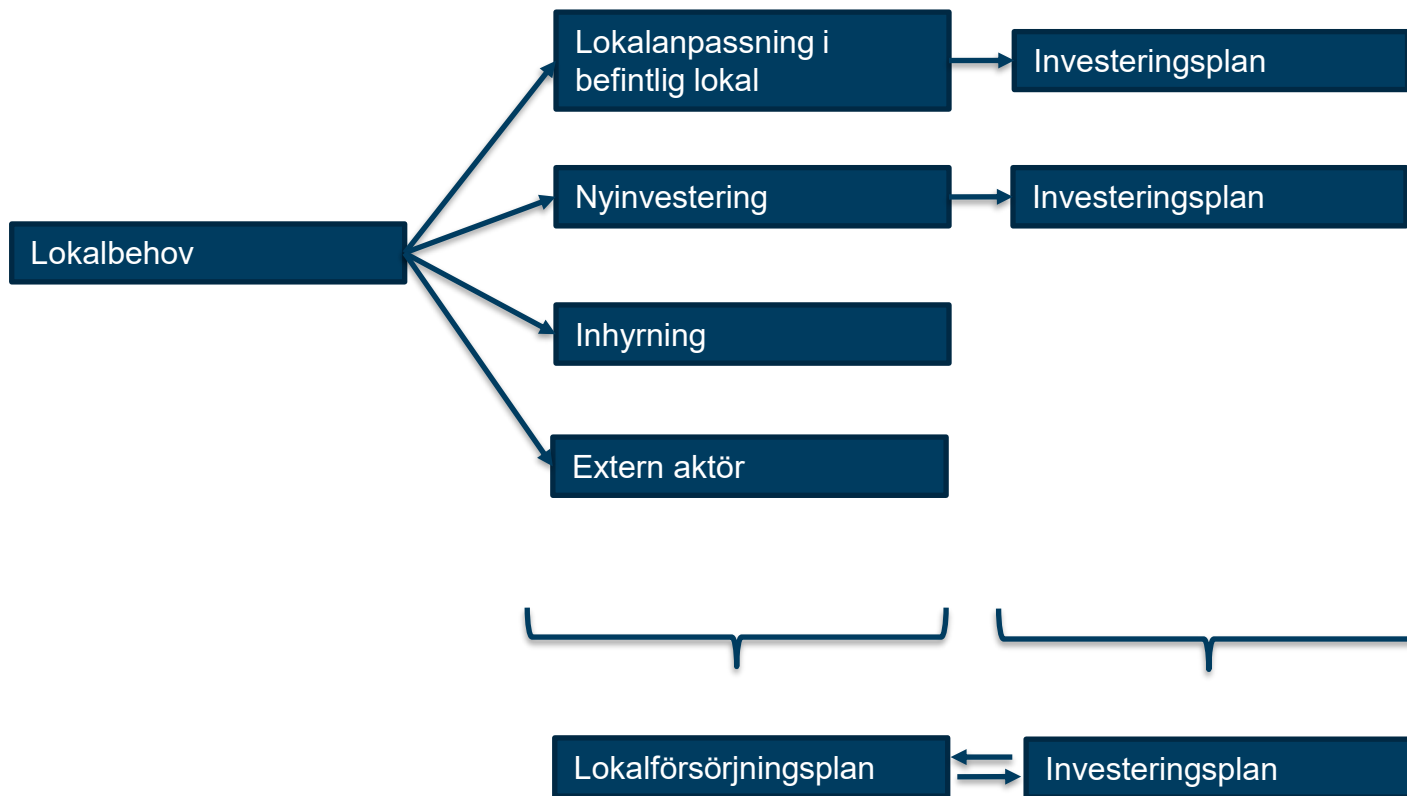 Lokalanpassning i
befintlig lokal
Investeringsplan
Nyinvestering
Investeringsplan
Lokalbehov
Inhyrning
Extern aktör
Lokalförsörjningsplan
Investeringsplan